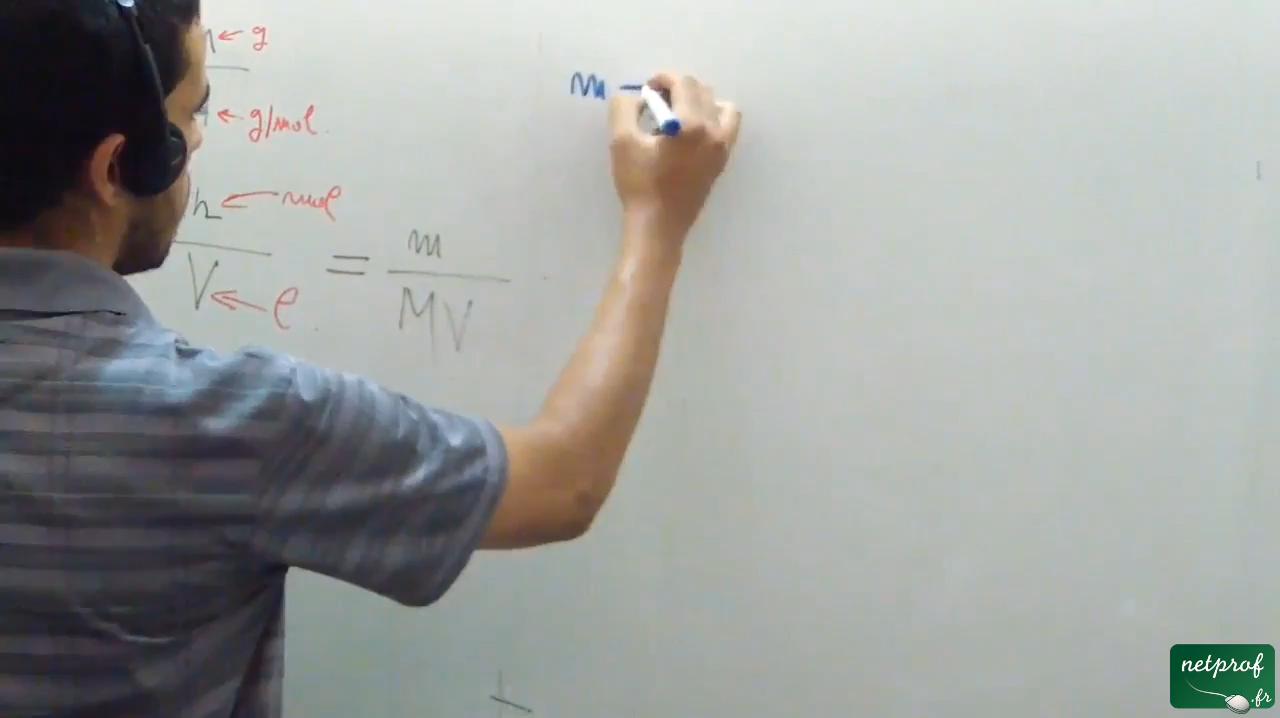 ← g
← g/mol.
n ← mol
V ← l
= m
MV
m =
netprof
.fr